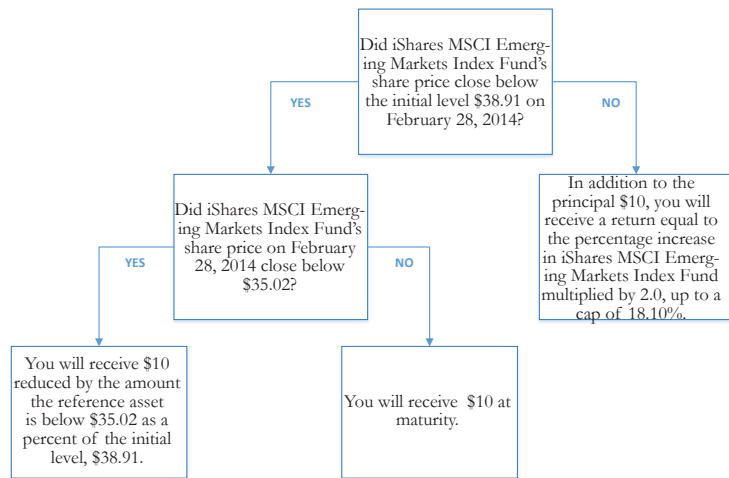 Did iShares MSCI Emerg-
ing Markets Index Fund's
share price close below
the initial level $38.91 on
February 28, 2014?
YES
NO
Did iShares MSCI Emerg-
ing Markets Index Fund's
share price on February
28, 2014 close below
$35.02?
In addition to the
principal $10, you will
receive a return equal to
the percentage increase
in iShares MSCI Emerg-
ing Markets Index Fund
multiplied by 2.0, up to a
cap of 18.10%.
YES
NO
You will receive $10
reduced by the amount
the reference asset
is below $35.02 as a
percent of the initial
level, $38.91.
You will receive $10 at
maturity.